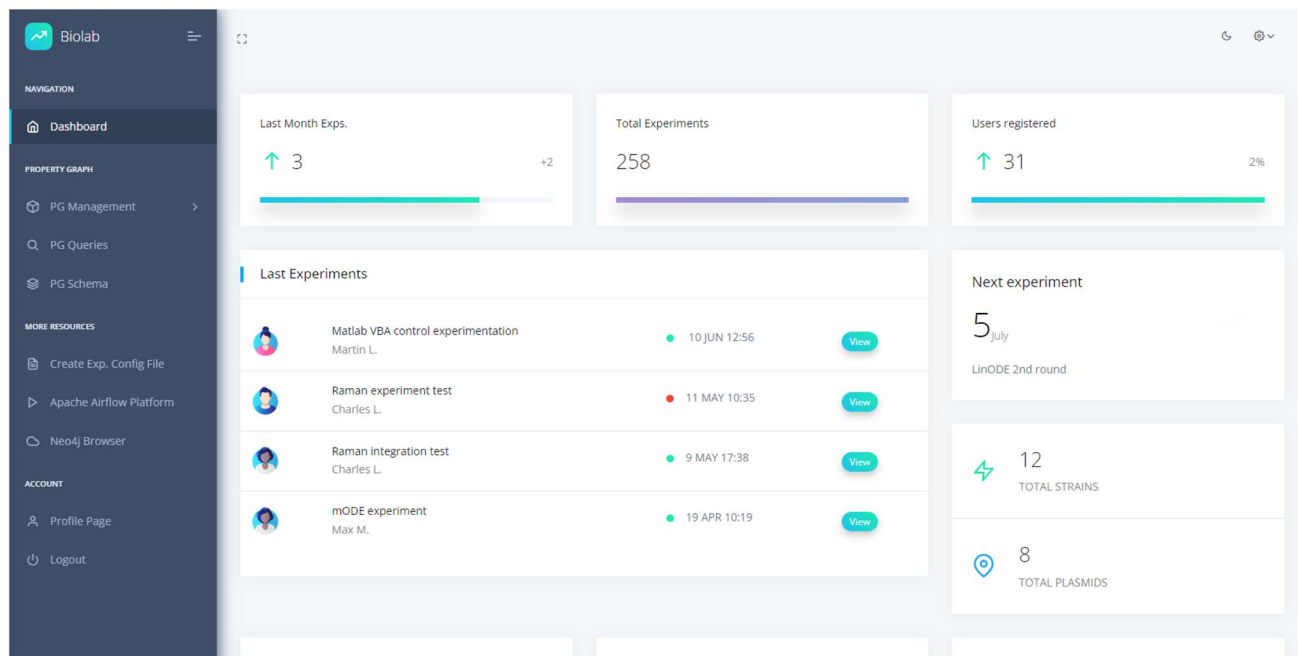 Biolab
NAVIGATION
Dashboard
PROPERTY GRAPH
PG Management
PG Queries
PG Schema
MORE RESOURCES
Create Exp. Config File
Apache Airflow Platform
Neo4j Browser
ACCOUNT
Profile Page
Logout
Last Month Exps.
3
+2
Total Experiments
258
Users registered
31
2%
Last Experiments
Matlab VBA control experimentation
Martin L.
10 JUN 12:56
View
Raman experiment test
Charles L.
11 MAY 10:35
View
Raman integration test
Charles L.
9 MAY 17:38
View
mODE experiment
Max M.
19 APR 10:19
View
Next experiment
5 July
LinODE 2nd round
12
TOTAL STRAINS
8
TOTAL PLASMIDS